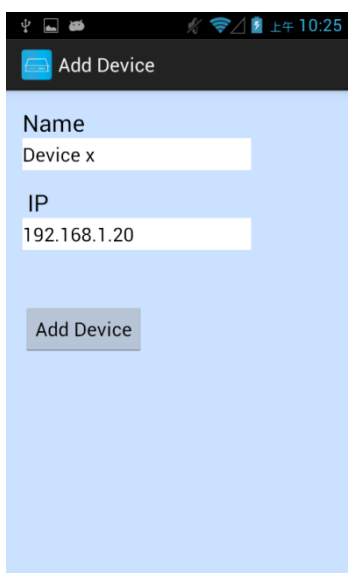 上午 10:25
Add Device
Name
Device x
IP
192.168.1.20
Add Device